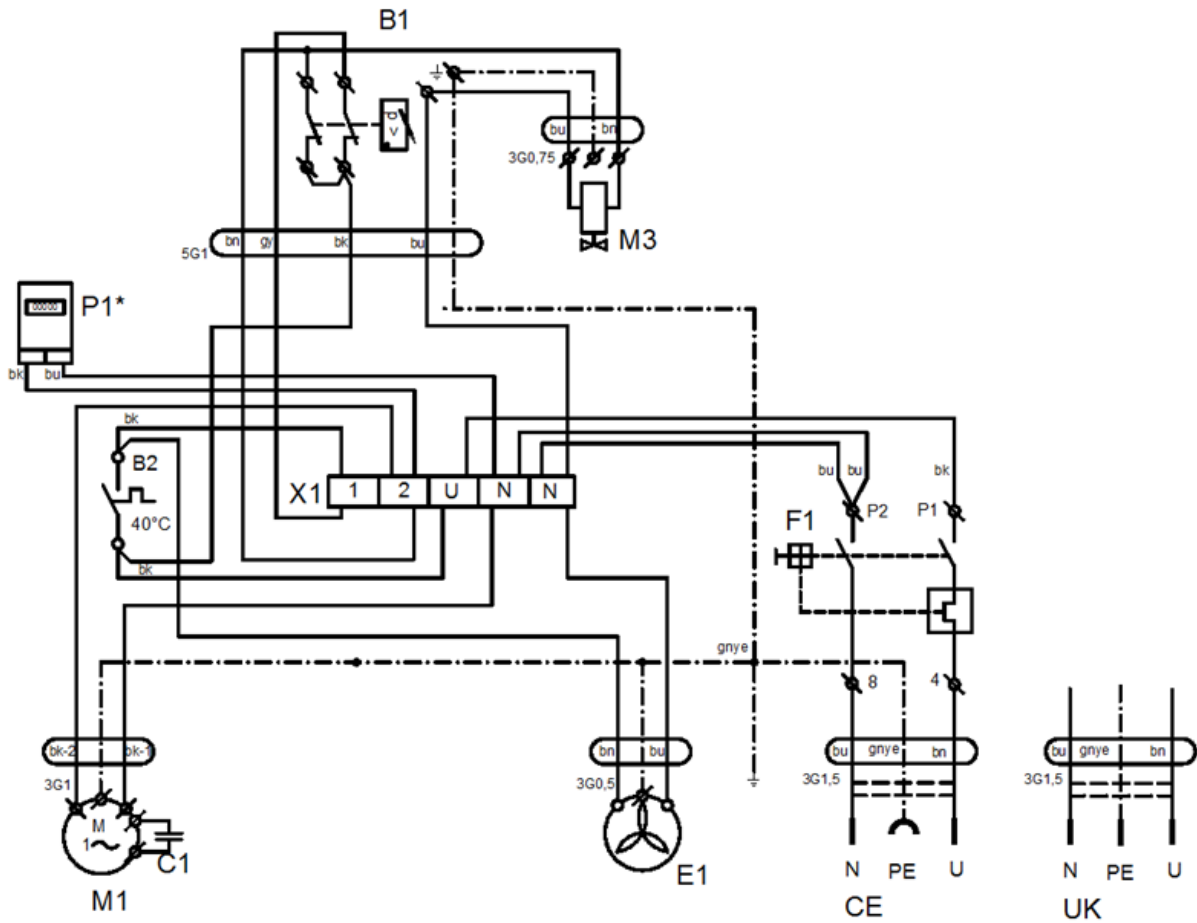 B1
d
v
bu
bn
3G0,75
M3
bn
gy
bk
bu
5G1
00000
P1*
bk
bu
bk
B2
40°C
bk
X1
1
2
U
N
N
bu
bu
bk
P2
P1
F1
gnye
8
4
bk-2
bk-1
3G1
M
1
C1
M1
bn
bu
3G0,5
E1
bu
gnye
bn
3G1,5
N
PE
U
CE
bu
gnye
bn
3G1,5
N
PE
U
UK